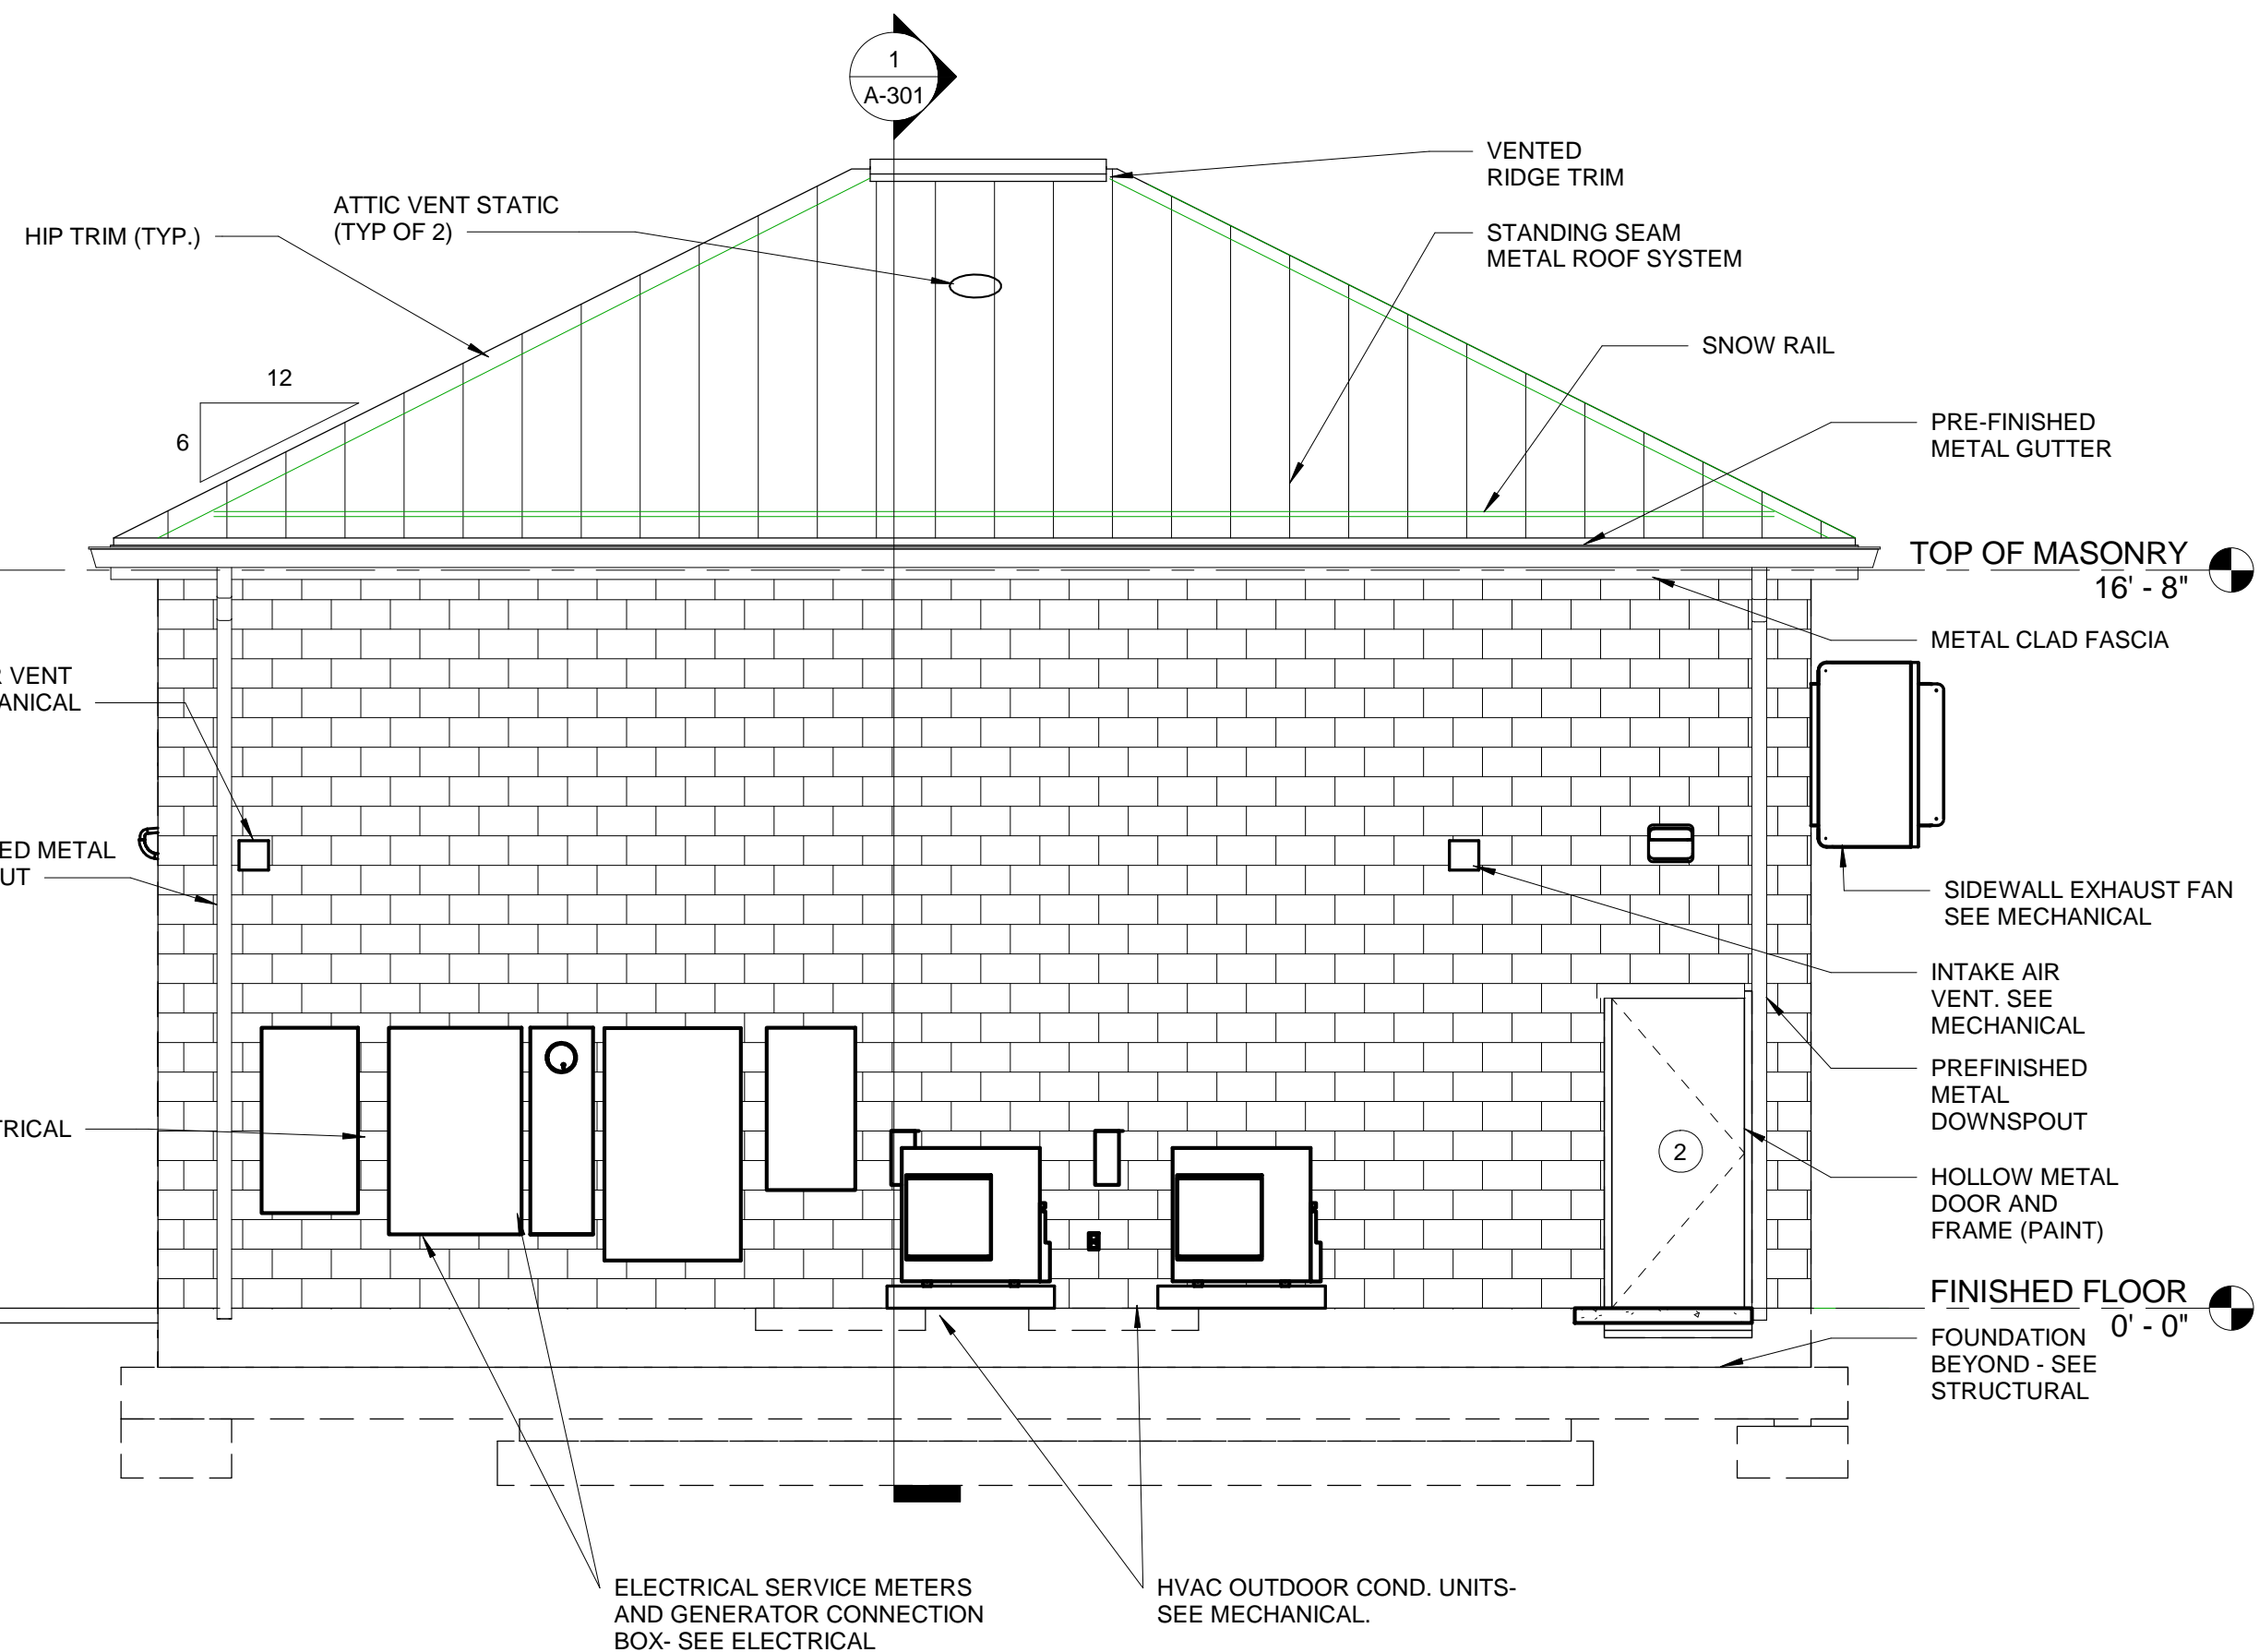 1
A-301
VENTED
RIDGE TRIM
ATTIC VENT STATIC
(TYP OF 2)
HIP TRIM (TYP.)
STANDING SEAM
METAL ROOF SYSTEM
SNOW RAIL
12
6
PRE-FINISHED
METAL GUTTER
TOP OF MASONRY
16' - 8"
METAL CLAD FASCIA
R VENT
ANICAL
ED METAL
UT
SIDEWALL EXHAUST FAN
SEE MECHANICAL
INTAKE AIR
VENT. SEE
MECHANICAL
PREFINISHED
METAL
DOWNSPOUT
TRICAL
2
HOLLOW METAL
DOOR AND
FRAME (PAINT)
FINISHED FLOOR
0' - 0"
FOUNDATION
BEYOND - SEE
STRUCTURAL
ELECTRICAL SERVICE METERS
AND GENERATOR CONNECTION
BOX- SEE ELECTRICAL
HVAC OUTDOOR COND. UNITS-
SEE MECHANICAL.